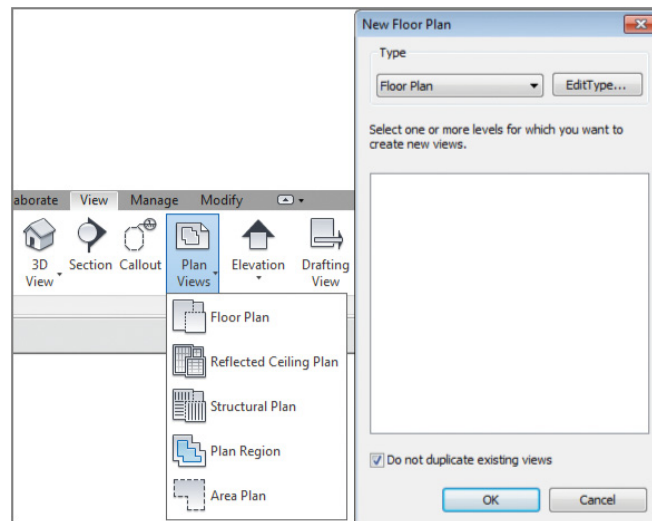 New Floor Plan
Type
Floor Plan
EditType...
Select one or more levels for which you want to
create new views.
Do not duplicate existing views
OK Cancel
aborate View Manage Modify
3D
View
Section
Callout
Plan
Views
Elevation
Drafting
View
Floor Plan
Reflected Ceiling Plan
Structural Plan
Plan Region
Area Plan